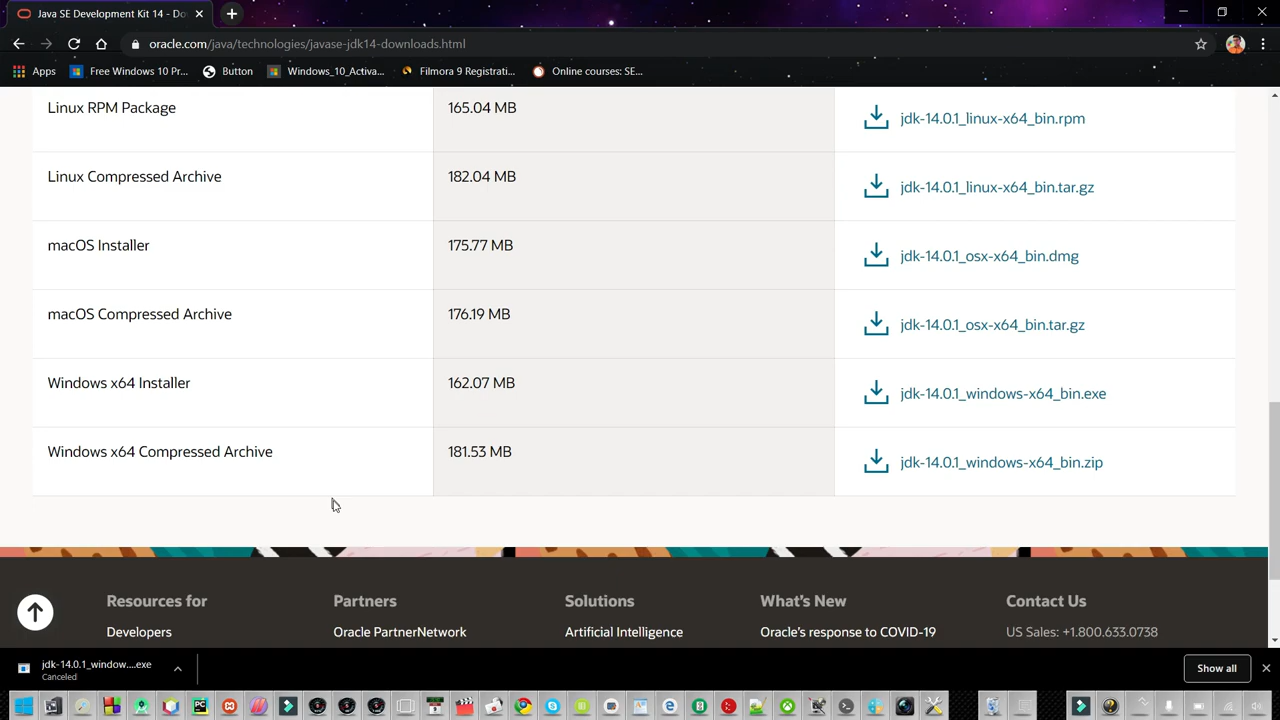 Java SE Development Kit 14 - Do
oracle.com/java/technologies/javase-jdk14-downloads.html
Apps
Free Windows 10 Pr...
Button
Windows_10_Activa...
Filmora 9 Registrati...
Online courses: SE...
Linux RPM Package
165.04 MB
jdk-14.0.1_linux-x64_bin.rpm
Linux Compressed Archive
182.04 MB
jdk-14.0.1_linux-x64_bin.tar.gz
macOS Installer
175.77 MB
jdk-14.0.1_osx-x64_bin.dmg
macOS Compressed Archive
176.19 MB
jdk-14.0.1_osx-x64_bin.tar.gz
Windows x64 Installer
162.07 MB
jdk-14.0.1_windows-x64_bin.exe
Windows x64 Compressed Archive
181.53 MB
jdk-14.0.1_windows-x64_bin.zip
Resources for
Partners
Solutions
What's New
Contact Us
Developers
Oracle PartnerNetwork
Artificial Intelligence
Oracle's response to COVID-19
US Sales: +1.800.633.0738
jdk-14.0.1_window....exe
Canceled
Show all